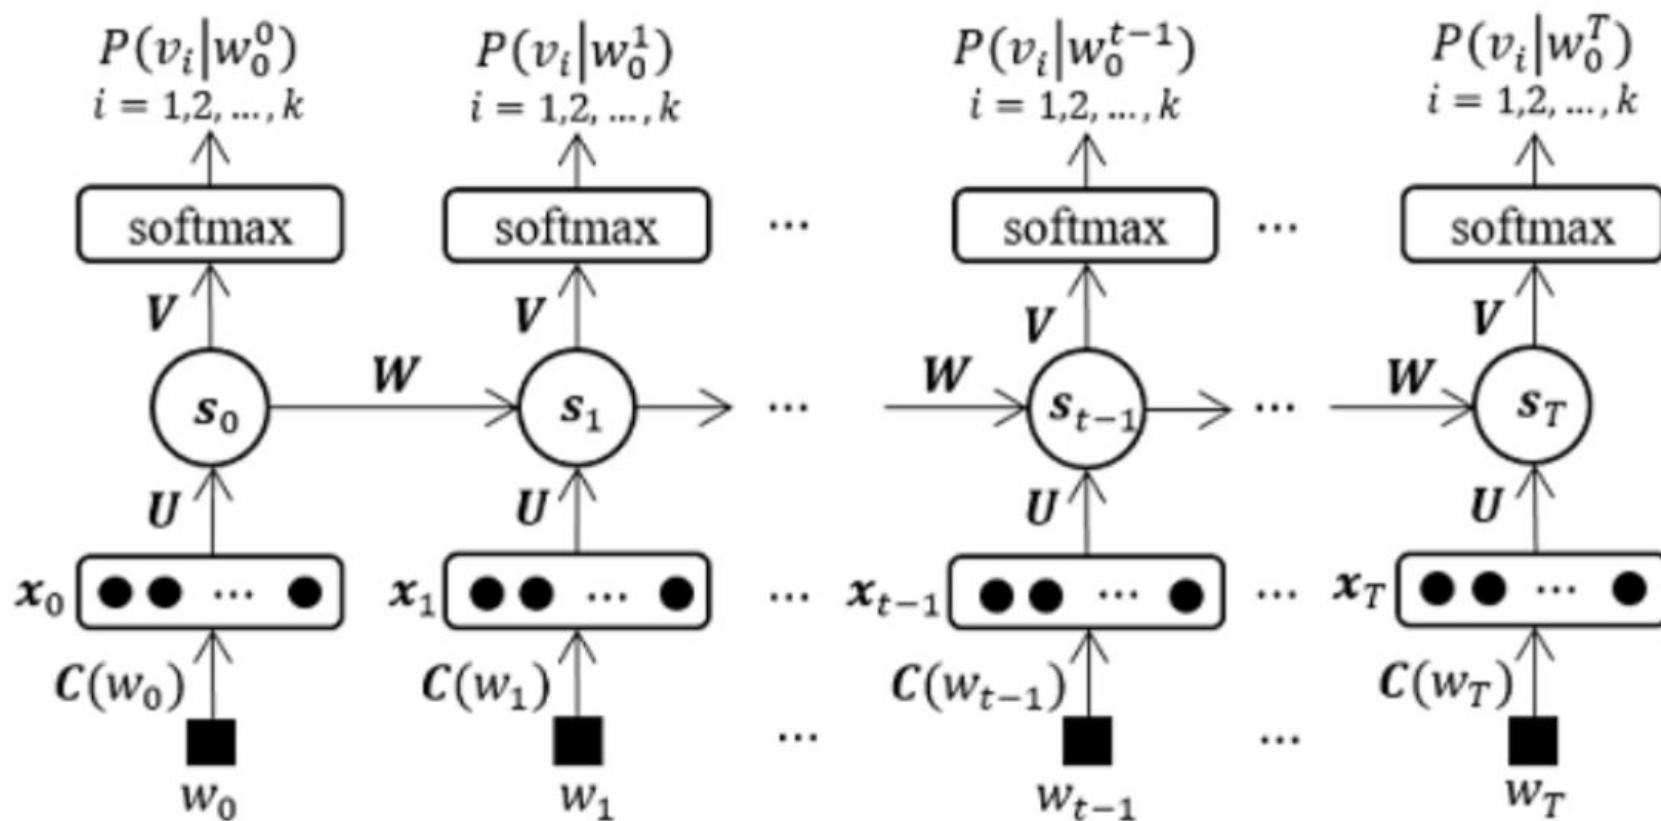 P(v_i|w_0^0) P(v_i|w_0^1) P(v_i|w_0^{t-1}) P(v_i|w_0^T)
i = 1,2, ..., k i = 1,2, ..., k i = 1,2, ..., k i = 1,2, ..., k
softmax softmax ... softmax ... softmax
V V V V
W W W
s_0 s_1 ... s_{t-1} ... s_T
U U U U
x_0 ... x_1 ... ... x_{t-1} ... ... x_T ...
C(w_0) C(w_1) C(w_{t-1}) C(w_T)
... ...
w_0 w_1 w_{t-1} w_T